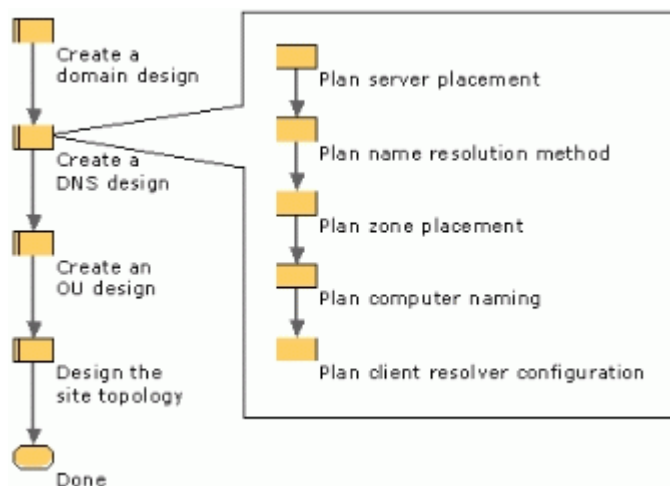 Create a
domain design
Create a
DNS design
Create an
OU design
Design the
site topology
Done
Plan server placement
Plan name resolution method
Plan zone placement
Plan computer naming
Plan client resolver configuration